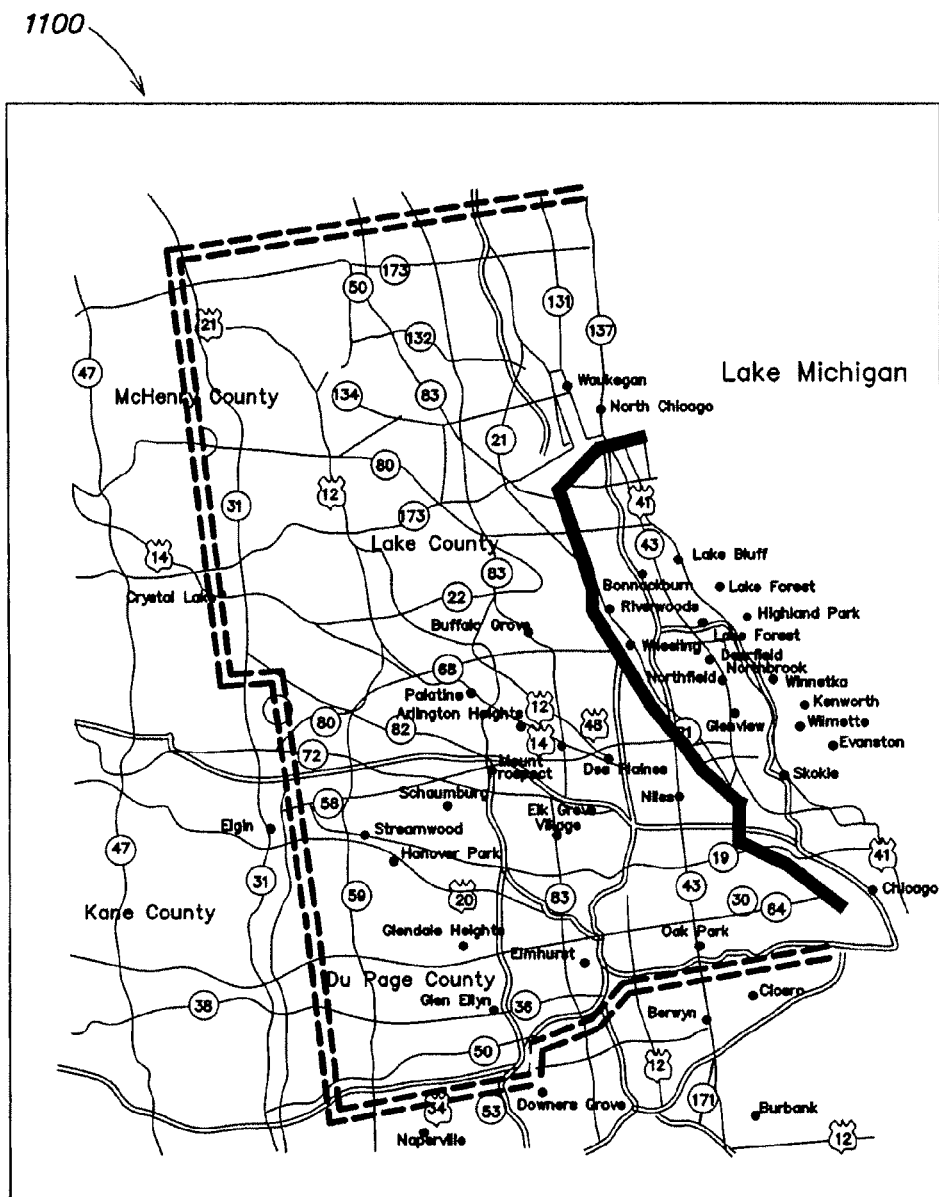 1100
173
50
131
21
137
132
Lake Michigan
47
Waukegan
McHenry County
134
83
North Chicago
21
80
12
31
41
173
43
Lake County
14
Lake Bluff
83
Bonnackburn
Lake Forest
Crystal Lake
22
Riverwoods
Highland Park
Buffalo Grove
Lake Forest
Wheeling
Deerfield
68
Northbrook
Northfield
Winnetka
Palatine
12
Kenworth
Arlington Heights
80
82
48
Glenview
Wilmette
14
72
Evanston
Mount
Prospect
Des Plaines
Skokie
Schaumburg
58
Elk Grove
Village
Niles
Elgin
Streamwood
47
Hanover Park
19
41
31
59
20
83
43
30
64
Chicago
Kane County
Glendale Heights
Oak Park
Elmhurst
Du Page County
Cicero
38
Glen Ellyn
36
Berwyn
50
12
34
53
Downers Grove
171
Burbank
Naperville
12